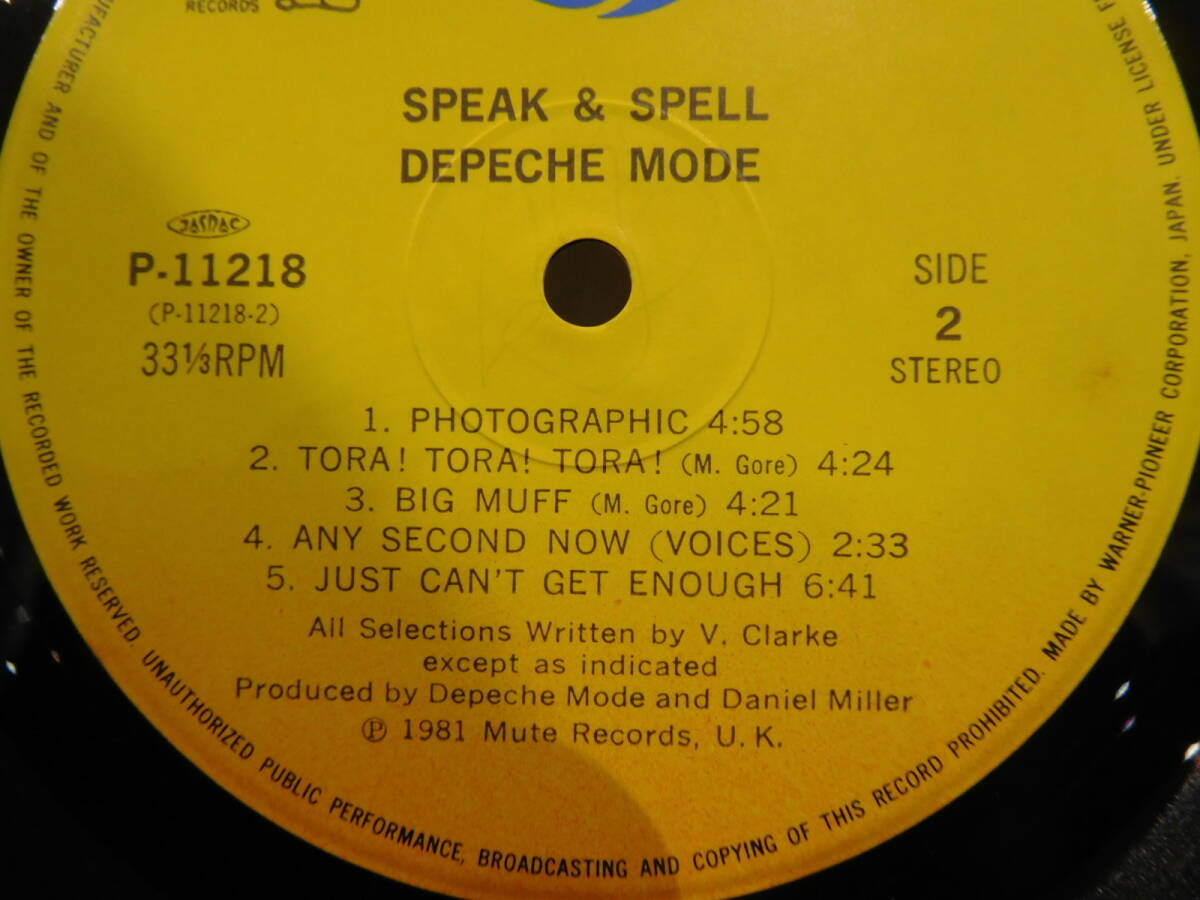 RECORDS
SPEAK & SPELL
DEPECHE MODE
JASRAC
P-11218
(P-11218-2)
33⅓RPM
SIDE
2
STEREO
1. PHOTOGRAPHIC 4:58
2. TORA! TORA! TORA! (M. Gore) 4:24
3. BIG MUFF (M. Gore) 4:21
4. ANY SECOND NOW (VOICES) 2:33
5. JUST CAN'T GET ENOUGH 6:41
All Selections Written by V. Clarke
except as indicated
Produced by Depeche Mode and Daniel Miller
℗ 1981 Mute Records, U. K.
AND OF THE OWNER OF THE RECORDED WORK RESERVED. UNAUTHORIZED PUBLIC PERFORMANCE, BROADCASTING AND COPYING OF THIS RECORD PROHIBITED. MADE BY WARNER-PIONEER CORPORATION, JAPAN. UNDER LICENSE